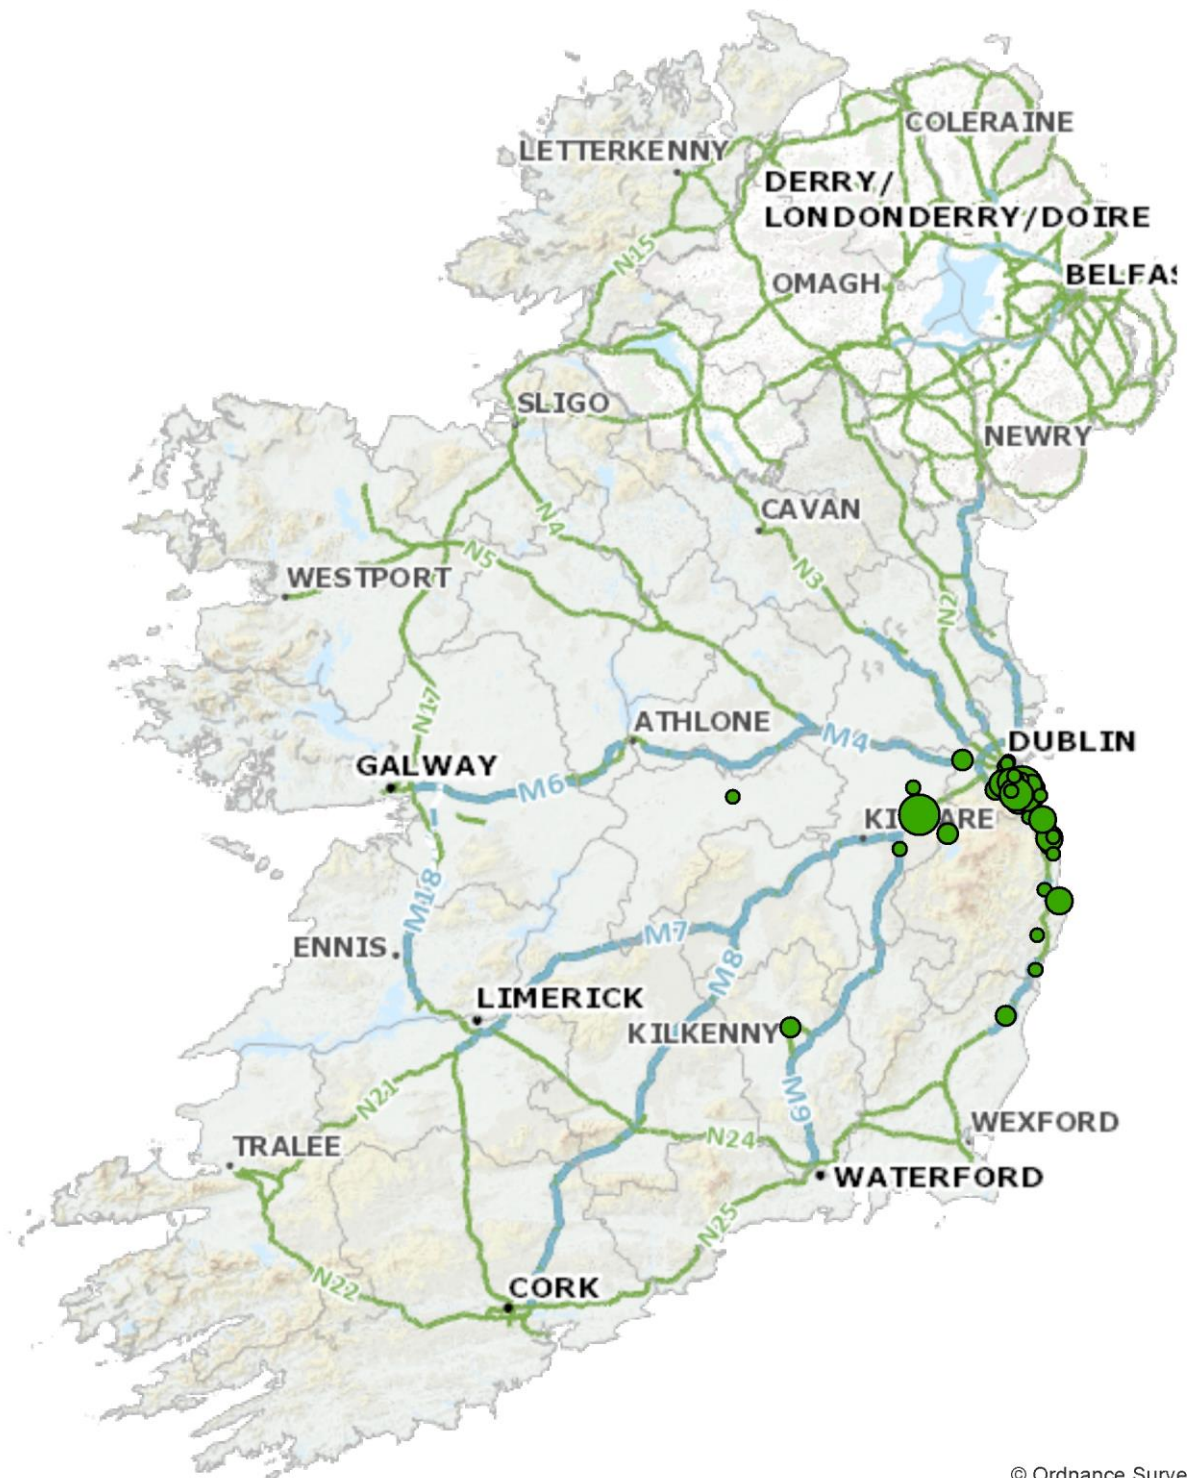 COLERAINE
LETTERKENNY
DERRY/
LONDONDERRY/DOIRE
N15
OMAGH
BELFAS
SLIGO
NEWRY
CAVAN
N4
N5
N3
WESTPORT
N2
N17
ATHLONE
M4
DUBLIN
GALWAY
M6
KI ARE
M18
M7
ENNIS
M8
LIMERICK
KILKENNY
N21
M9
WEXFORD
N24
TRALEE
WATERFORD
N25
N22
CORK
© Ordnance Surve